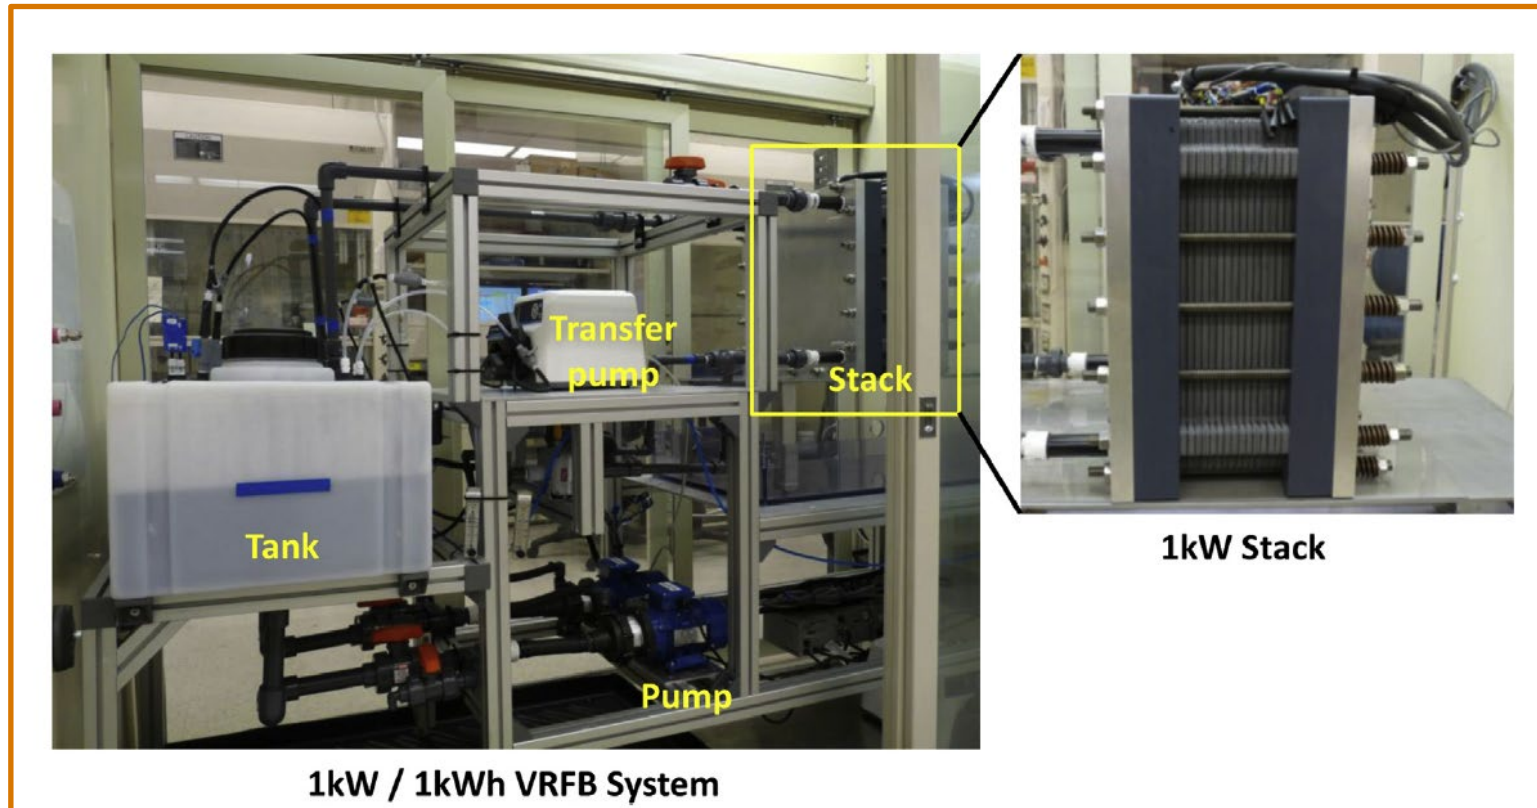 Transfer
pump
Stack
Tank
Pump
1kW Stack
1kW / 1kWh VRFB System